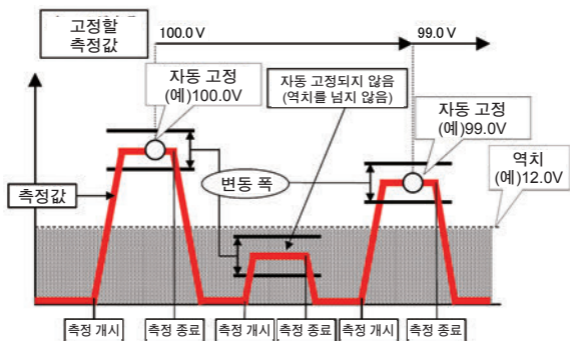 고정할
측정값
100.0 V
99.0 V
자동 고정
(예)100.0V
자동 고정되지 않음
(역치를 넘지 않음)
자동 고정
(예)99.0V
역치
(예)12.0V
측정값
변동 폭
측정 개시
측정 종료
측정 개시
측정 종료
측정 개시
측정 종료